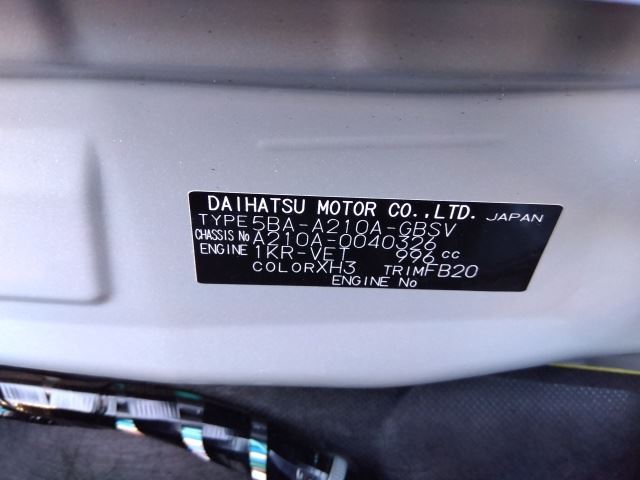 DAIHATSU MOTOR CO.,LTD. JAPAN
TYPE 5BA-A210A-GBSV
CHASSIS No A210A-0040326
ENGINE 1KR-VET 996 cc
COLOR XH3 TRIM FB20
ENGINE No